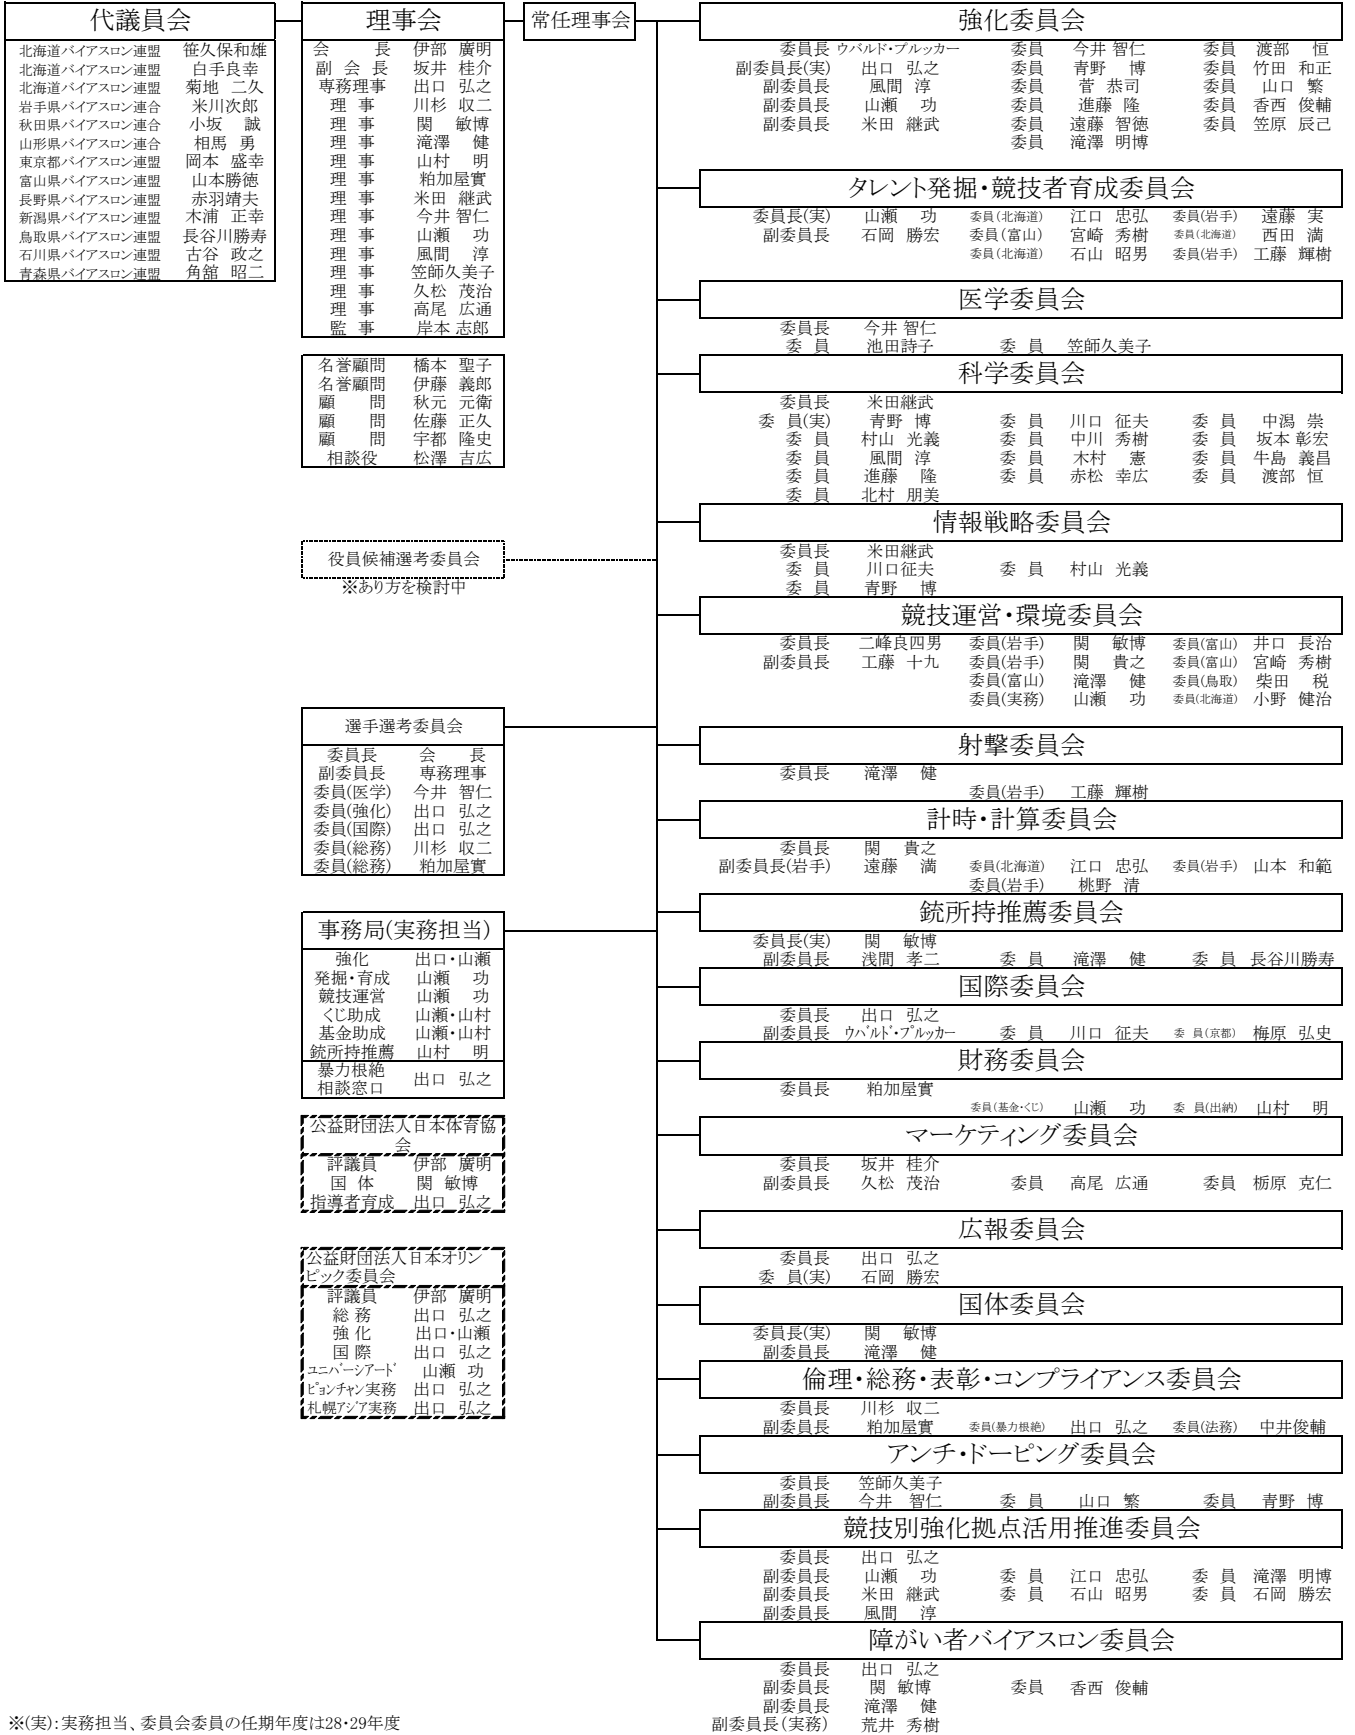 代議員会
北海道バイアスロン連盟 笹久保和雄
北海道バイアスロン連盟 白手良幸
北海道バイアスロン連盟 菊地 二久
岩手県バイアスロン連合 米川次郎
秋田県バイアスロン連合 小坂 誠
山形県バイアスロン連合 相馬 勇
東京都バイアスロン連盟 岡本 盛幸
富山県バイアスロン連盟 山本勝徳
長野県バイアスロン連盟 赤羽靖夫
新潟県バイアスロン連盟 木浦 正幸
鳥取県バイアスロン連盟 長谷川勝寿
石川県バイアスロン連盟 古谷 政之
青森県バイアスロン連盟 角舘 昭二
理事会
会 長 伊部 廣明
副 会 長 坂井 桂介
専務理事 出口 弘之
理 事 川杉 収二
理 事 関 敏博
理 事 滝澤 健
理 事 山村 明
理 事 粕加屋實
理 事 米田 継武
理 事 今井 智仁
理 事 山瀬 功
理 事 風間 淳
理 事 笠師久美子
理 事 久松 茂治
理 事 高尾 広通
監 事 岸本 志郎
名誉顧問 橋本 聖子
名誉顧問 伊藤 義郎
顧 問 秋元 元衛
顧 問 佐藤 正久
顧 問 宇都 隆史
相談役 松澤 吉広
役員候補選考委員会
※あり方を検討中
選手選考委員会
委員長 会 長
副委員長 専務理事
委員(医学) 今井 智仁
委員(強化) 出口 弘之
委員(国際) 出口 弘之
委員(総務) 川杉 収二
委員(総務) 粕加屋實
事務局(実務担当)
強化 出口・山瀬
発掘・育成 山瀬 功
競技運営 山瀬 功
くじ助成 山瀬・山村
基金助成 山瀬・山村
銃所持推薦 山村 明
暴力根絶
相談窓口 出口 弘之
公益財団法人日本体育協
会
評議員 伊部 廣明
国 体 関 敏博
指導者育成 出口 弘之
公益財団法人日本オリン
ピック委員会
評議員 伊部 廣明
総 務 出口 弘之
強 化 出口・山瀬
国 際 出口 弘之
ユニバーシアード 山瀬 功
ピョンチャン実務 出口 弘之
札幌アジア実務 出口 弘之
常任理事会
強化委員会
委員長 ウバルド・プルッカー 委員 今井 智仁 委員 渡部 恒
副委員長(実) 出口 弘之 委員 青野 博 委員 竹田 和正
副委員長 風間 淳 委員 菅 恭司 委員 山口 繁
副委員長 山瀬 功 委員 進藤 隆 委員 香西 俊輔
副委員長 米田 継武 委員 遠藤 智徳 委員 笠原 辰己
委員 滝澤 明博
タレント発掘・競技者育成委員会
委員長(実) 山瀬 功 委員(北海道) 江口 忠弘 委員(岩手) 遠藤 実
副委員長 石岡 勝宏 委員(富山) 宮崎 秀樹 委員(北海道) 西田 満
委員(北海道) 石山 昭男 委員(岩手) 工藤 輝樹
医学委員会
委員長 今井 智仁
委 員 池田詩子 委 員 笠師久美子
科学委員会
委員長 米田継武
委 員(実) 青野 博 委 員 川口 征夫 委 員 中潟 崇
委 員 村山 光義 委 員 中川 秀樹 委 員 坂本 彰宏
委 員 風間 淳 委 員 木村 憲 委 員 牛島 義昌
委 員 進藤 隆 委 員 赤松 幸広 委 員 渡部 恒
委 員 北村 朋美
情報戦略委員会
委員長 米田継武
委 員 川口征夫 委 員 村山 光義
委 員 青野 博
競技運営・環境委員会
委員長 二峰良四男 委員(岩手) 関 敏博 委員(富山) 井口 長治
副委員長 工藤 十九 委員(岩手) 関 貴之 委員(富山) 宮崎 秀樹
委員(富山) 滝澤 健 委員(鳥取) 柴田 税
委員(実務) 山瀬 功 委員(北海道) 小野 健治
射撃委員会
委員長 滝澤 健
委員(岩手) 工藤 輝樹
計時・計算委員会
委員長 関 貴之
副委員長(岩手) 遠藤 満 委員(北海道) 江口 忠弘 委員(岩手) 山本 和範
委員(岩手) 桃野 清
銃所持推薦委員会
委員長(実) 関 敏博
副委員長 浅間 孝二 委 員 滝澤 健 委 員 長谷川勝寿
国際委員会
委員長 出口 弘之
副委員長 ウバルド・プルッカー 委 員 川口 征夫 委 員(京都) 梅原 弘史
財務委員会
委員長 粕加屋實
委員(基金・くじ) 山瀬 功 委 員(出納) 山村 明
マーケティング委員会
委員長 坂井 桂介
副委員長 久松 茂治 委員 高尾 広通 委員 栃原 克仁
広報委員会
委員長 出口 弘之
委 員(実) 石岡 勝宏
国体委員会
委員長(実) 関 敏博
副委員長 滝澤 健
倫理・総務・表彰・コンプライアンス委員会
委員長 川杉 収二
副委員長 粕加屋實 委員(暴力根絶) 出口 弘之 委員(法務) 中井俊輔
アンチ・ドーピング委員会
委員長 笠師久美子
副委員長 今井 智仁 委 員 山口 繁 委員 青野 博
競技別強化拠点活用推進委員会
委員長 出口 弘之
副委員長 山瀬 功 委 員 江口 忠弘 委 員 滝澤 明博
副委員長 米田 継武 委 員 石山 昭男 委 員 石岡 勝宏
副委員長 風間 淳
障がい者バイアスロン委員会
委員長 出口 弘之
副委員長 関 敏博 委員 香西 俊輔
副委員長 滝澤 健
副委員長(実務) 荒井 秀樹
※(実):実務担当、委員会委員の任期年度は28・29年度